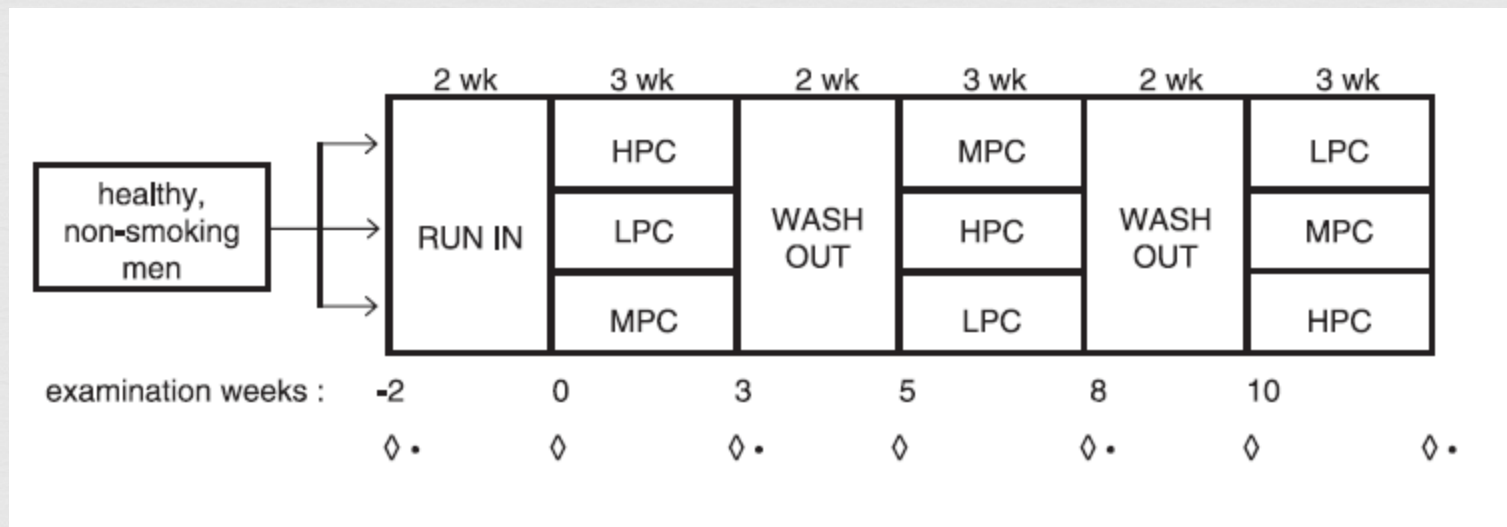 2 wk 3 wk 2 wk 3 wk 2 wk 3 wk
HPC MPC LPC
healthy,
non-smoking
men
RUN IN
LPC
WASH
OUT
HPC
WASH
OUT
MPC
MPC LPC HPC
examination weeks : -2 0 3 5 8 10
◊ • ◊ ◊ • ◊ ◊ • ◊ ◊ •